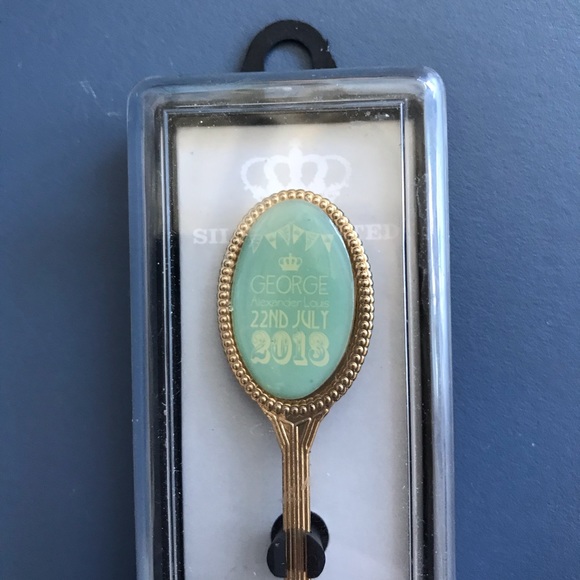 GEORGE
Alexander Louis
22ND JULY
2013